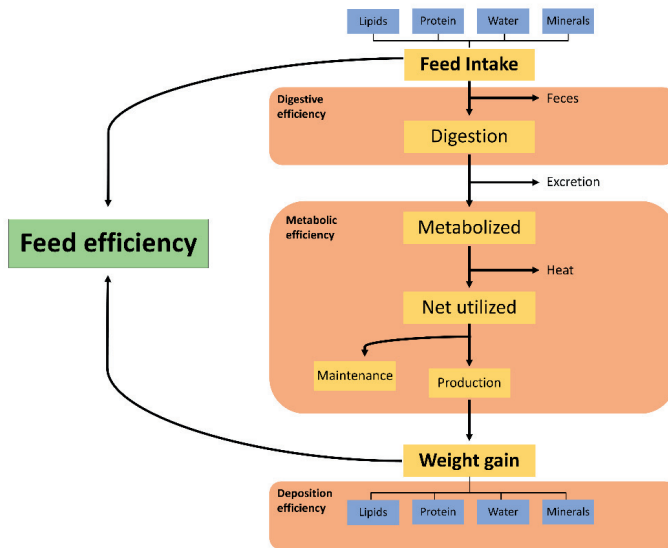 Lipids
Protein
Water
Minerals
Feed Intake
Digestive
efficiency
Feces
Digestion
Excretion
Metabolic
efficiency
Metabolized
Feed efficiency
Heat
Net utilized
Maintenance
Production
Weight gain
Deposition
efficiency
Lipids
Protein
Water
Minerals